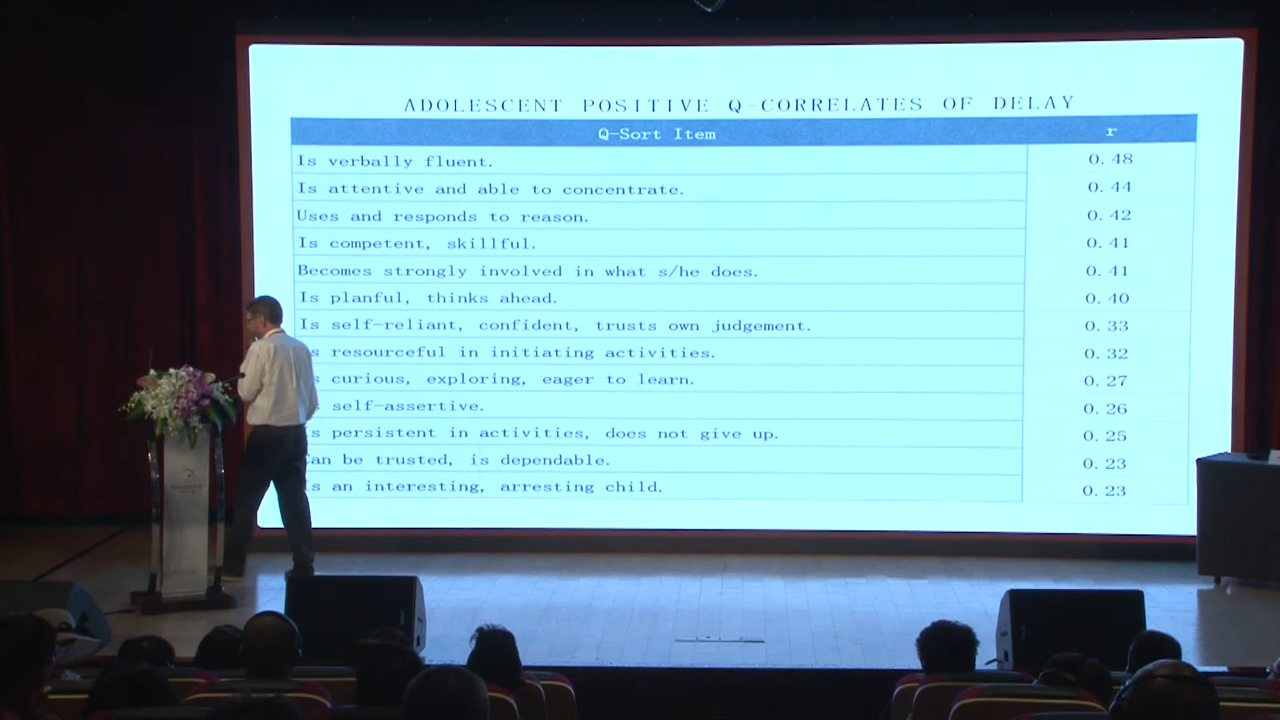 ADOLESCENT POSITIVE Q-CORRELATES OF DELAY
Q-Sort Item r
Is verbally fluent. 0.48
Is attentive and able to concentrate. 0.44
Uses and responds to reason. 0.42
Is competent, skillful. 0.41
Becomes strongly involved in what s/he does. 0.41
Is planful, thinks ahead. 0.40
Is self-reliant, confident, trusts own judgement. 0.33
s resourceful in initiating activities. 0.32
s curious, exploring, eager to learn. 0.27
s self-assertive. 0.26
s persistent in activities, does not give up. 0.25
Can be trusted, is dependable. 0.23
s an interesting, arresting child. 0.23